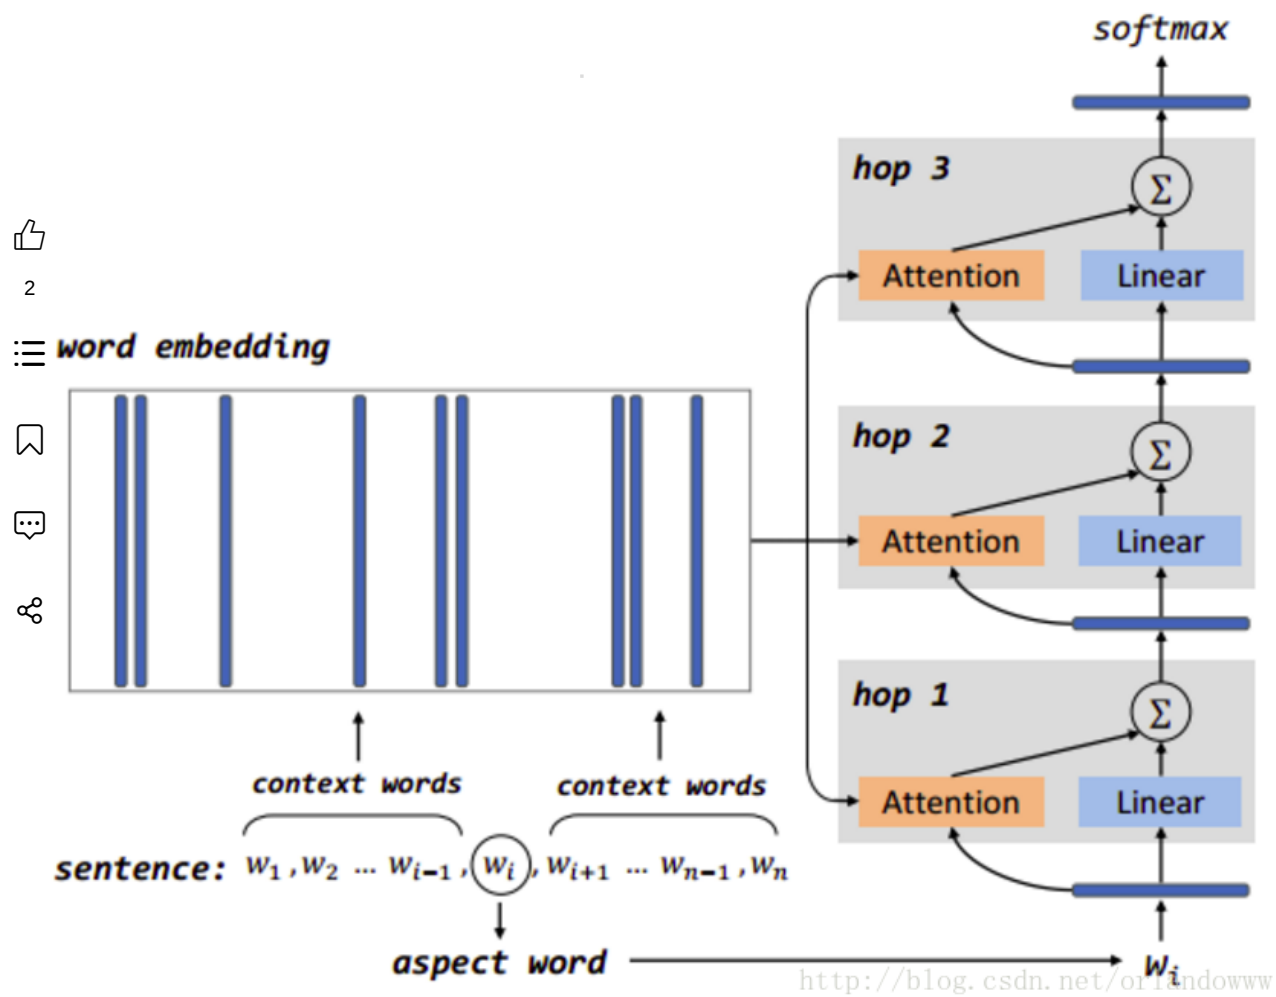 softmax
hop 3
Σ
Attention
Linear
2
word embedding
hop 2
Σ
Attention
Linear
hop 1
Σ
context words
context words
Attention
Linear
sentence: w₁ , w₂ ... wᵢ₋₁ , wᵢ , wᵢ₊₁ ... wₙ₋₁ , wₙ
aspect word
wᵢ
http://blog.csdn.net/orlandowww